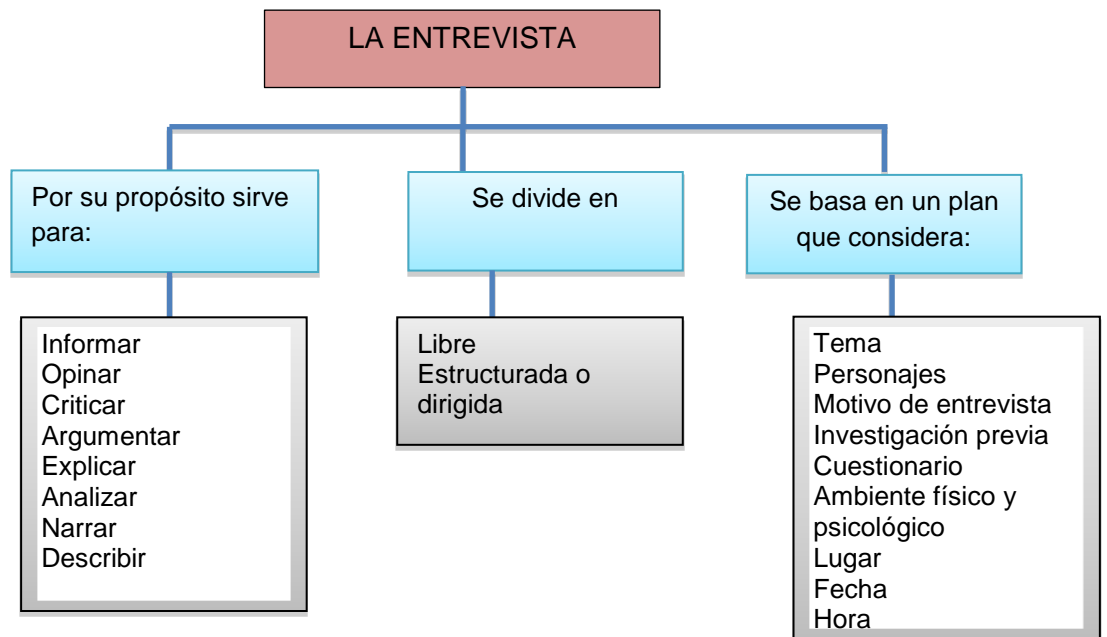 LA ENTREVISTA
Por su propósito sirve
para:
Se divide en
Se basa en un plan
que considera:
Informar
Opinar
Criticar
Argumentar
Explicar
Analizar
Narrar
Describir
Libre
Estructurada o
dirigida
Tema
Personajes
Motivo de entrevista
Investigación previa
Cuestionario
Ambiente físico y
psicológico
Lugar
Fecha
Hora